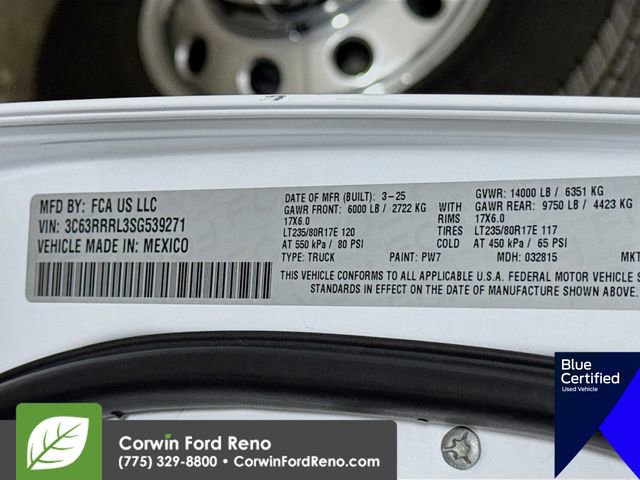 MFD BY: FCA US LLC
VIN: 3C63RRRL3SG539271
VEHICLE MADE IN: MEXICO
DATE OF MFR (BUILT): 3-25 GVWR: 14000 LB / 6351 KG
GAWR FRONT: 6000 LB / 2722 KG WITH GAWR REAR: 9750 LB / 4423 KG
17X6.0 RIMS 17X6.0
LT235/80R17E 120 TIRES LT235/80R17E 117
AT 550 kPa / 80 PSI COLD AT 450 kPa / 65 PSI
TYPE: TRUCK PAINT: PW7 MDH: 032815 MKT
THIS VEHICLE CONFORMS TO ALL APPLICABLE U.S.A. FEDERAL MOTOR VEHICLE S
STANDARDS IN EFFECT ON THE DATE OF MANUFACTURE SHOWN ABOVE.
Blue
Certified
Used Vehicle
Corwin Ford Reno
(775) 329-8800 • CorwinFordReno.com